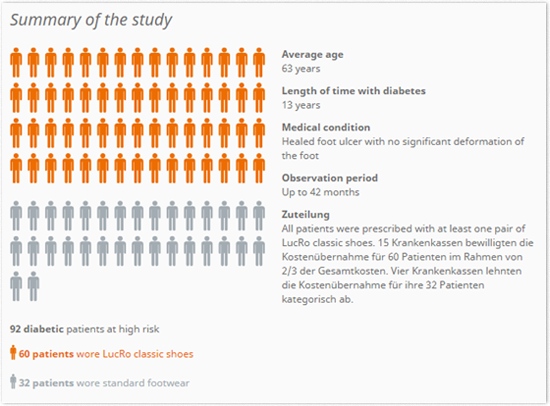 Summary of the study
Average age
63 years
Length of time with diabetes
13 years
Medical condition
Healed foot ulcer with no significant deformation of
the foot
Observation period
Up to 42 months
Zuteilung
All patients were prescribed with at least one pair of
LucRo classic shoes. 15 Krankenkassen bewilligten die
Kostenübernahme für 60 Patienten im Rahmen von
2/3 der Gesamtkosten. Vier Krankenkassen lehnten
die Kostenübernahme für ihre 32 Patienten
kategorisch ab.
92 diabetic patients at high risk
60 patients wore LucRo classic shoes
32 patients wore standard footwear